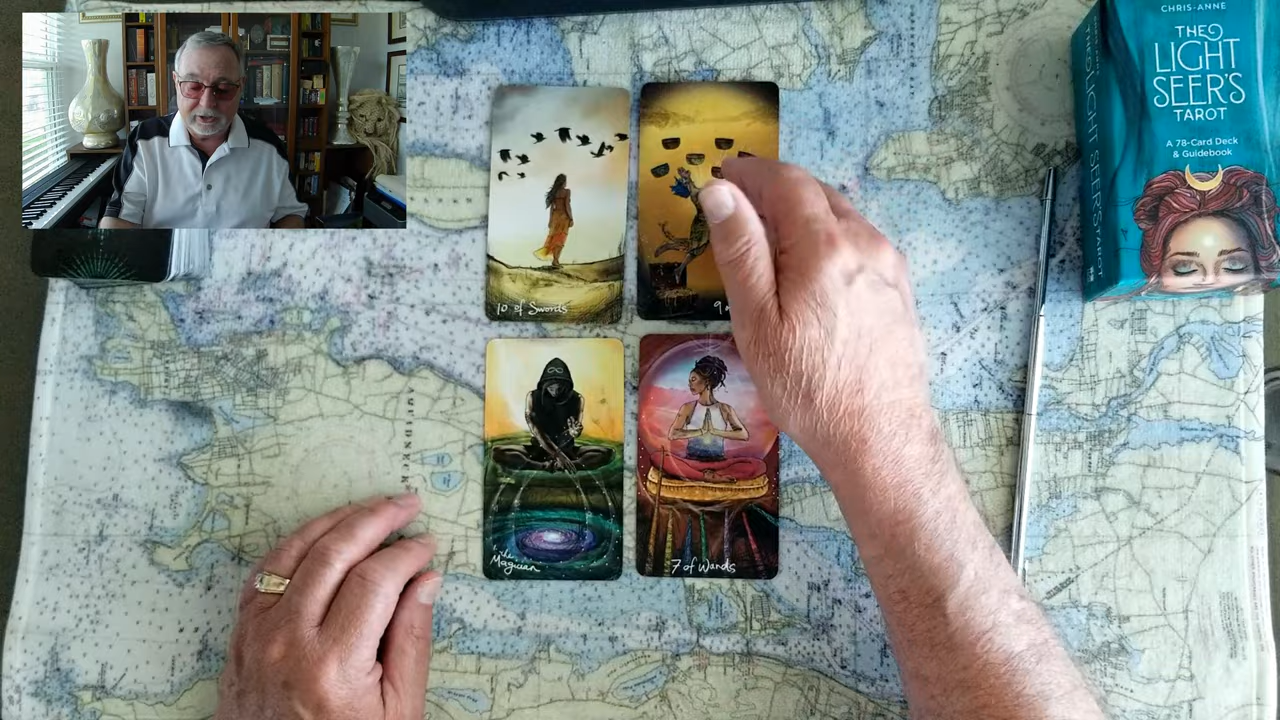 CHRIS-ANNE
THE
LIGHT
SEER'S
TAROT
A 78-Card Deck
& Guidebook
THE LIGHT SEER'S TAROT
10 of Swords
9
the
Magician
7 of Wands